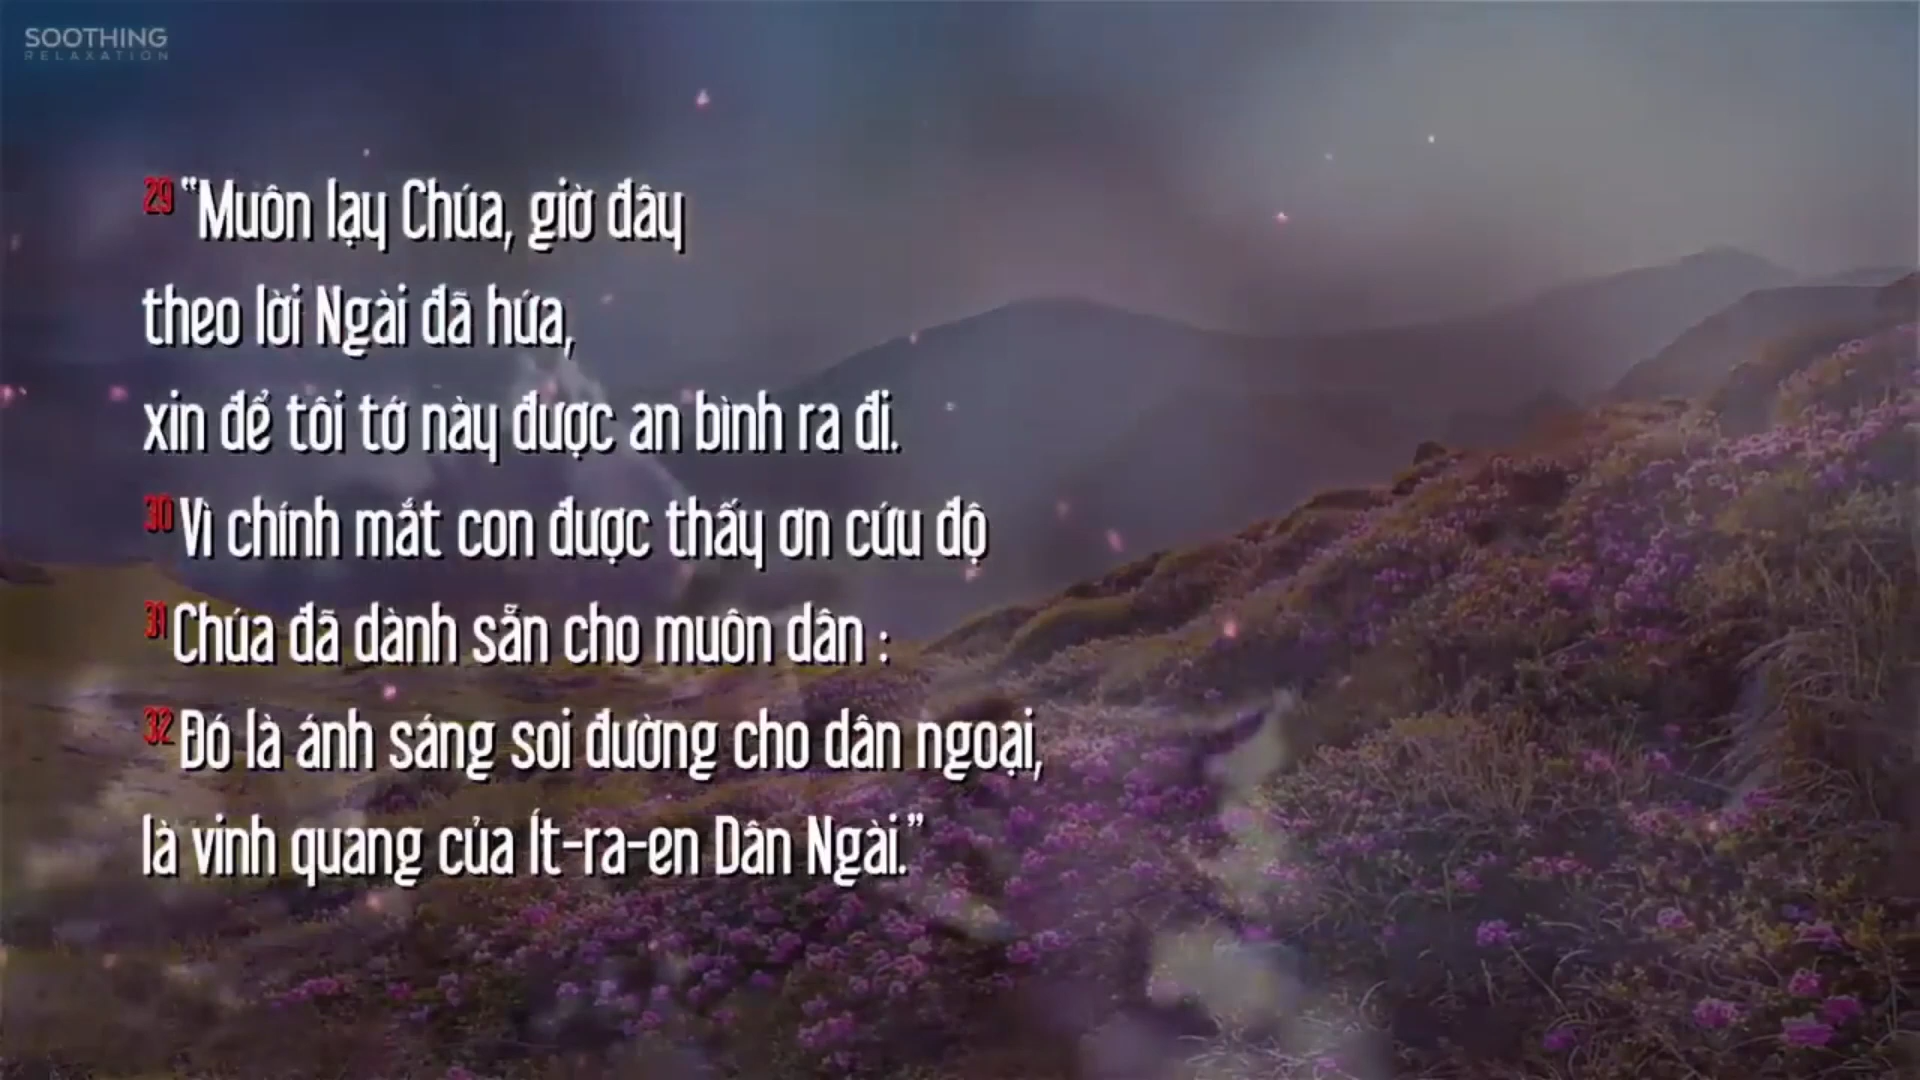 SOOTHING
RELAXATION
29 “Muôn lạy Chúa, giờ đây
theo lời Ngài đã hứa,
xin để tôi tớ này được an bình ra đi.
30 Vì chính mắt con được thấy ơn cứu độ
31 Chúa đã dành sẵn cho muôn dân :
32 Đó là ánh sáng soi đường cho dân ngoại,
là vinh quang của Ít-ra-en Dân Ngài.”